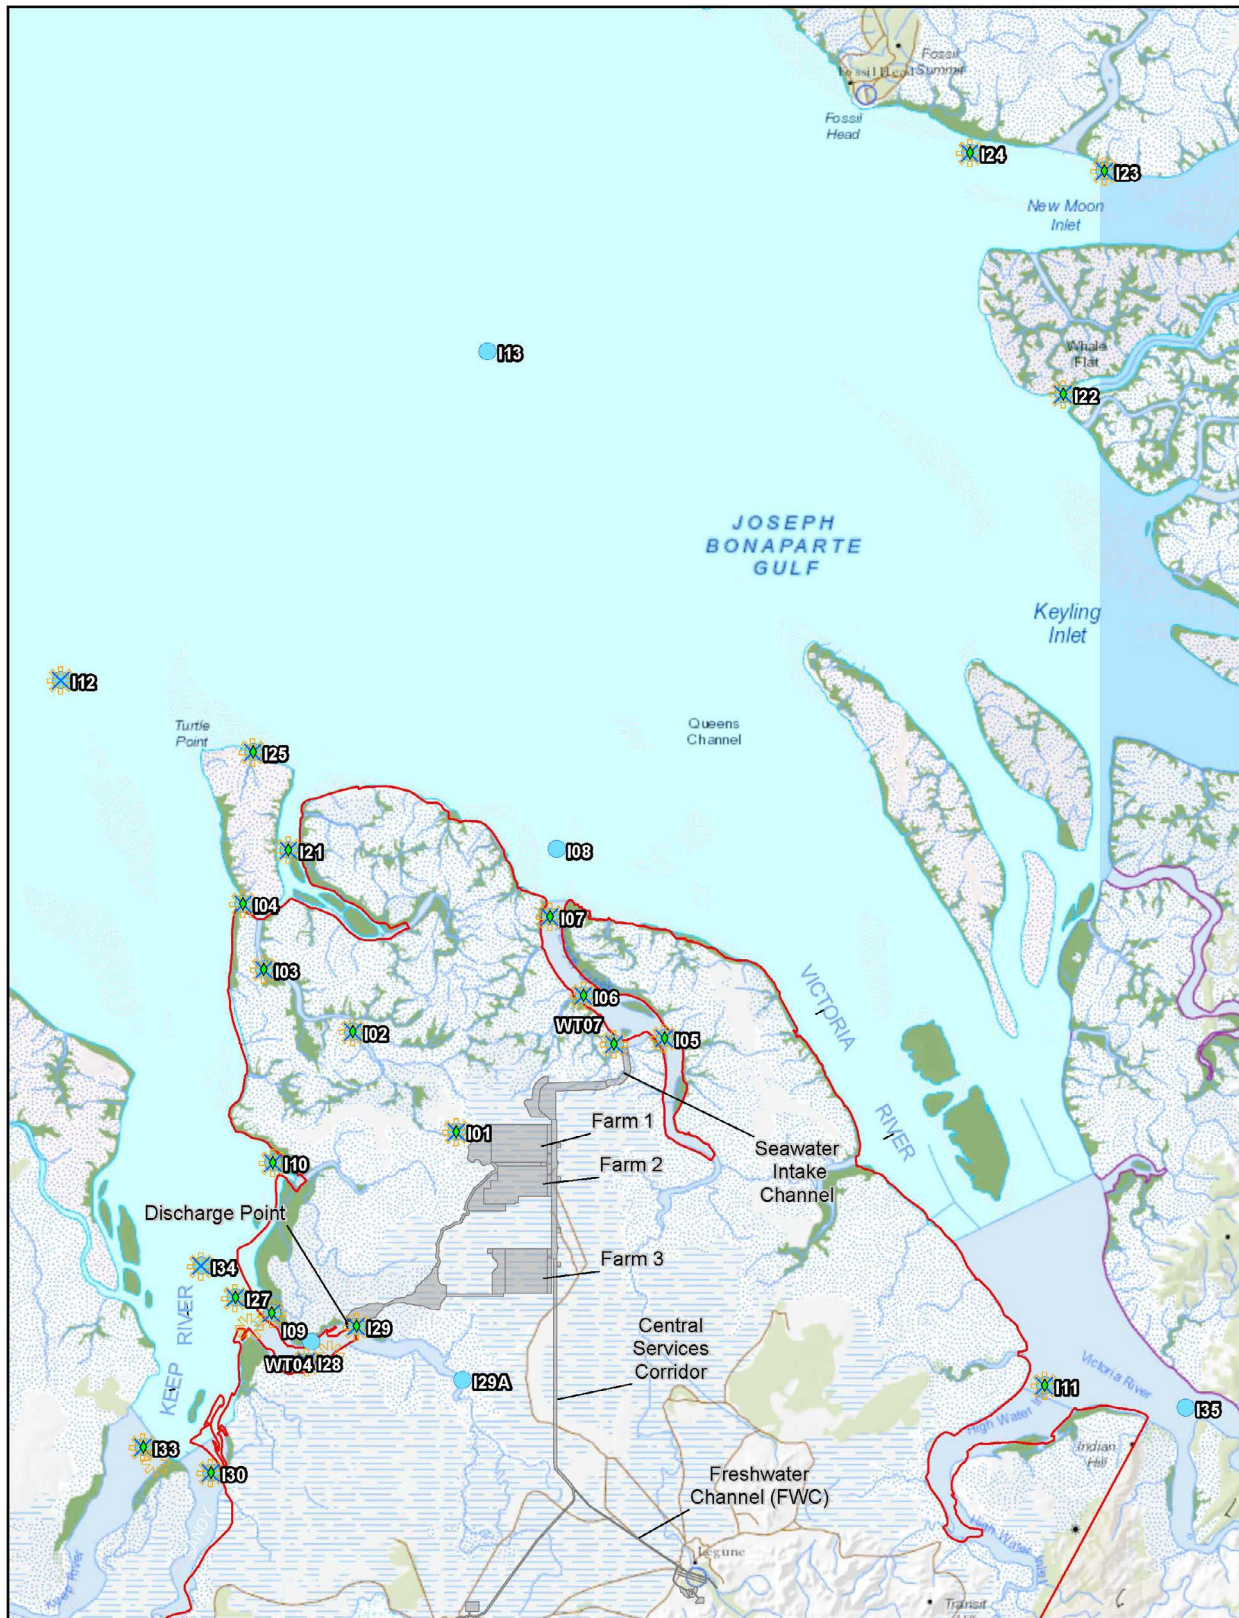 Fossil
Summit
Fossil Head
Fossil
Head
I24
I23
New Moon
Inlet
I13
Whale
Flat
I22
JOSEPH
BONAPARTE
GULF
Keyling
Inlet
I12
Turtle
Point
Queens
Channel
I25
I21
I08
I04
I07
I03
I06
VICTORIA
RIVER
I02
WT07
I05
I01
Farm 1
Farm 2
Seawater
Intake
Channel
I10
Discharge Point
Farm 3
I34
I27
KEEP RIVER
I09
I29
WT04
I28
Central
Services
Corridor
I29A
Victoria River
I11
High Water
I35
Indian
Hill
I33
I30
Freshwater
Channel (FWC)
Legune
High Water
Keep River
Transit